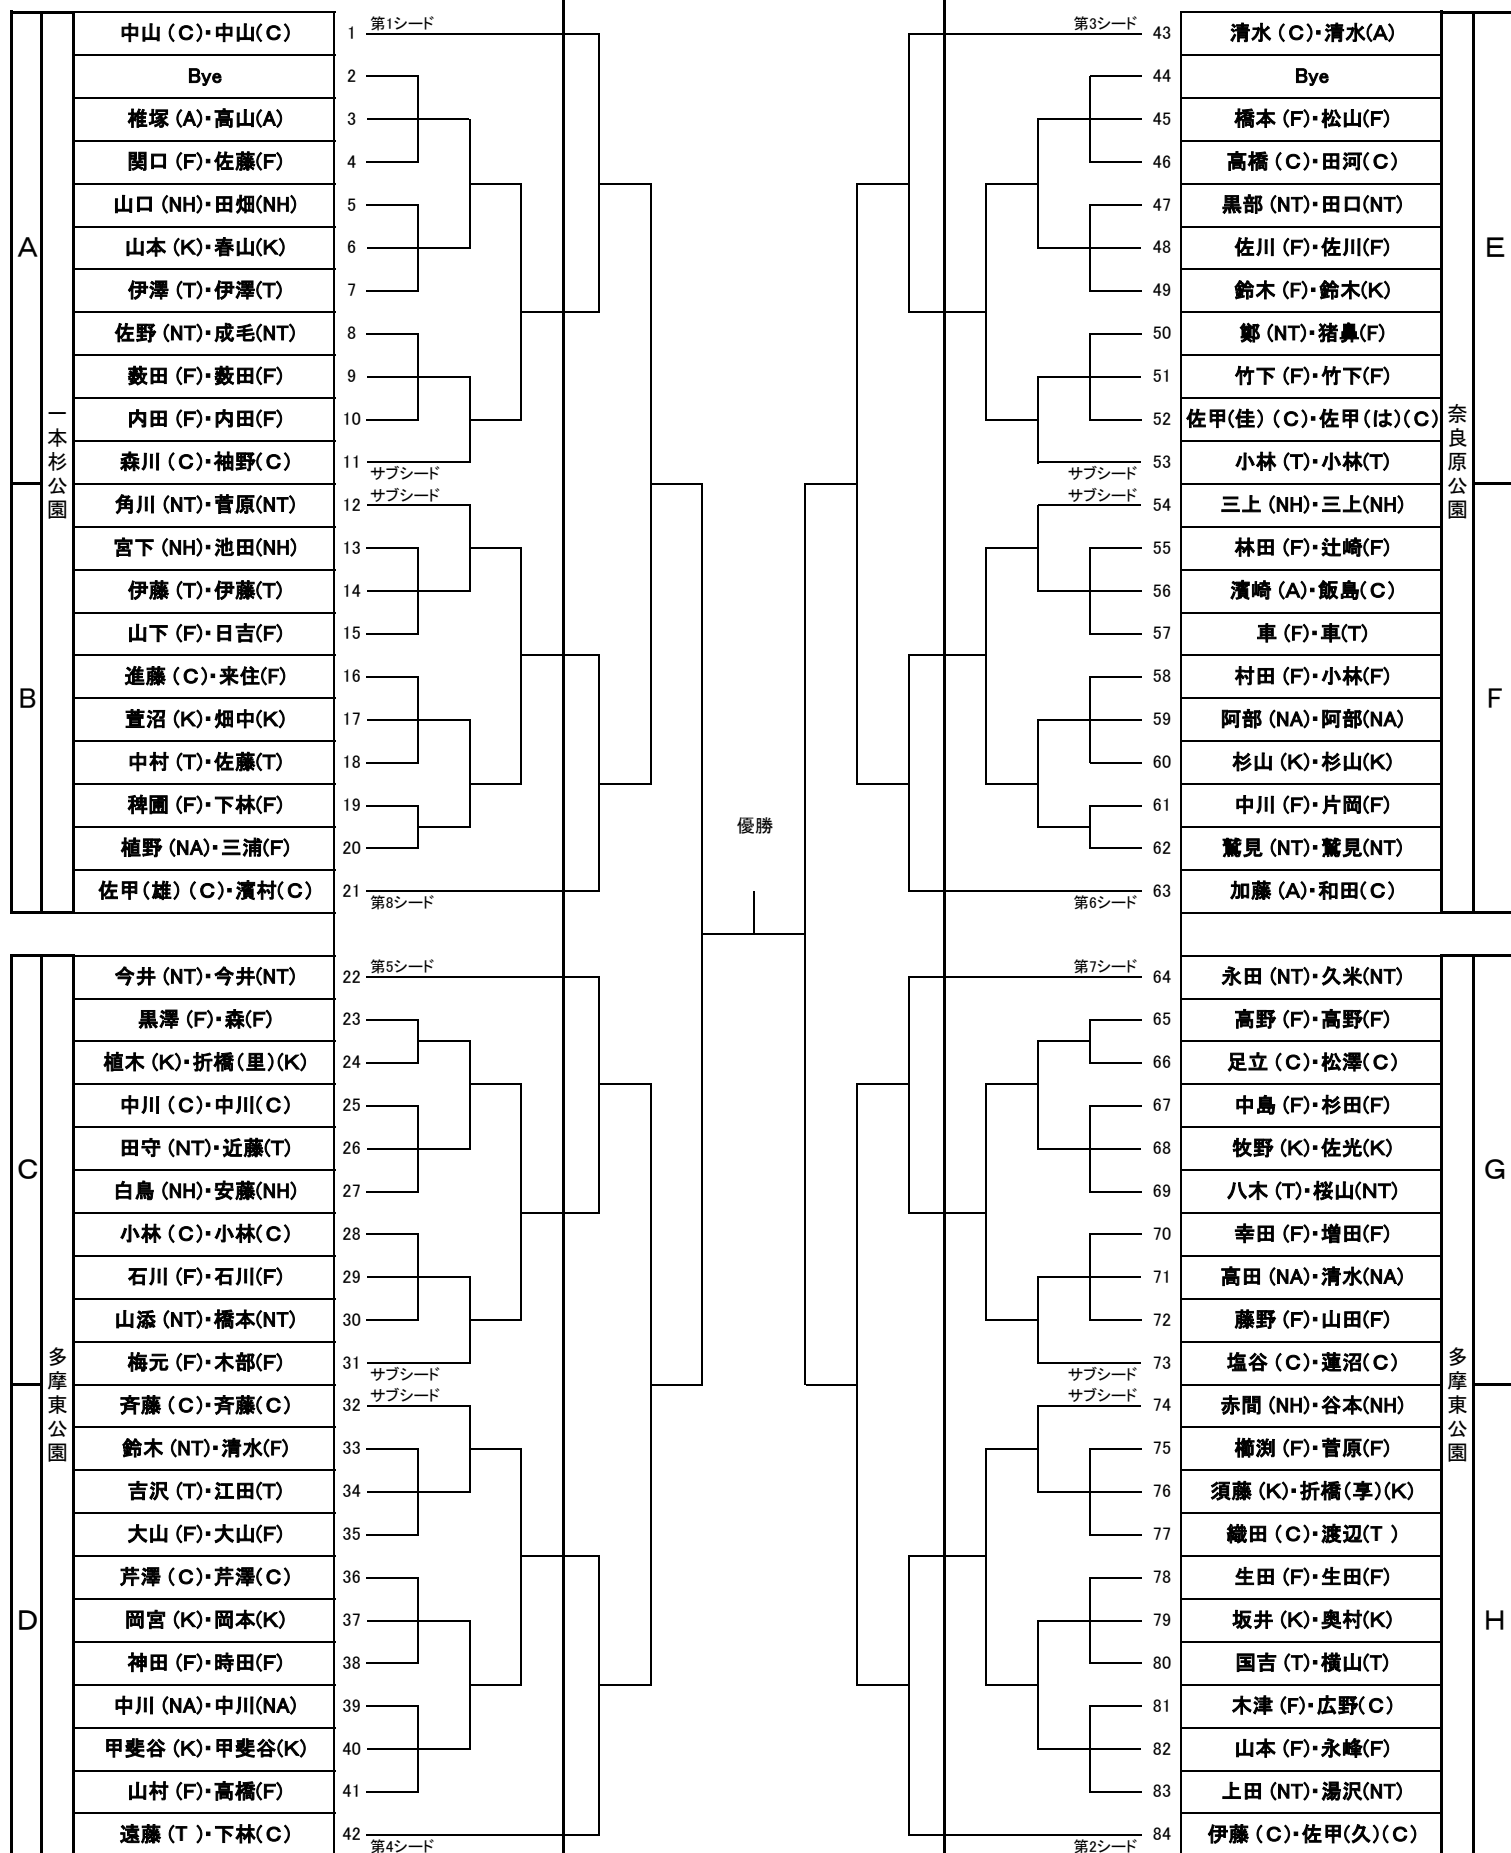 A
一本杉公園
中山（C）・中山（C） 1 第1シード
Bye 2
椎塚（A）・高山（A） 3
関口（F）・佐藤（F） 4
山口（NH）・田畑（NH） 5
山本（K）・春山（K） 6
伊澤（T）・伊澤（T） 7
佐野（NT）・成毛（NT） 8
薮田（F）・薮田（F） 9
内田（F）・内田（F） 10
森川（C）・袖野（C） 11 サブシード
B
角川（NT）・菅原（NT） 12 サブシード
宮下（NH）・池田（NH） 13
伊藤（T）・伊藤（T） 14
山下（F）・日吉（F） 15
進藤（C）・来住（F） 16
萱沼（K）・畑中（K） 17
中村（T）・佐藤（T） 18
稗圃（F）・下林（F） 19
植野（NA）・三浦（F） 20
佐甲（雄）（C）・濱村（C） 21 第8シード
C
多摩東公園
今井（NT）・今井（NT） 22 第5シード
黒澤（F）・森（F） 23
植木（K）・折橋（里）（K） 24
中川（C）・中川（C） 25
田守（NT）・近藤（T） 26
白鳥（NH）・安藤（NH） 27
小林（C）・小林（C） 28
石川（F）・石川（F） 29
山添（NT）・橋本（NT） 30
梅元（F）・木部（F） 31 サブシード
D
斉藤（C）・斉藤（C） 32 サブシード
鈴木（NT）・清水（F） 33
吉沢（T）・江田（T） 34
大山（F）・大山（F） 35
芹澤（C）・芹澤（C） 36
岡宮（K）・岡本（K） 37
神田（F）・時田（F） 38
中川（NA）・中川（NA） 39
甲斐谷（K）・甲斐谷（K） 40
山村（F）・高橋（F） 41
遠藤（T ）・下林（C） 42 第4シード
優勝
E
奈良原公園
第3シード 43 清水（C）・清水（A）
44 Bye
45 橋本（F）・松山（F）
46 高橋（C）・田河（C）
47 黒部（NT）・田口（NT）
48 佐川（F）・佐川（F）
49 鈴木（F）・鈴木（K）
50 鄭（NT）・猪鼻（F）
51 竹下（F）・竹下（F）
52 佐甲（佳）（C）・佐甲（は）（C）
サブシード 53 小林（T）・小林（T）
F
サブシード 54 三上（NH）・三上（NH）
55 林田（F）・辻崎（F）
56 濱崎（A）・飯島（C）
57 車（F）・車（T）
58 村田（F）・小林（F）
59 阿部（NA）・阿部（NA）
60 杉山（K）・杉山（K）
61 中川（F）・片岡（F）
62 鷲見（NT）・鷲見（NT）
第6シード 63 加藤（A）・和田（C）
G
多摩東公園
第7シード 64 永田（NT）・久米（NT）
65 高野（F）・高野（F）
66 足立（C）・松澤（C）
67 中島（F）・杉田（F）
68 牧野（K）・佐光（K）
69 八木（T）・桜山（NT）
70 幸田（F）・増田（F）
71 高田（NA）・清水（NA）
72 藤野（F）・山田（F）
サブシード 73 塩谷（C）・蓮沼（C）
H
サブシード 74 赤間（NH）・谷本（NH）
75 櫛渕（F）・菅原（F）
76 須藤（K）・折橋（享）（K）
77 織田（C）・渡辺（T ）
78 生田（F）・生田（F）
79 坂井（K）・奥村（K）
80 国吉（T）・横山（T）
81 木津（F）・広野（C）
82 山本（F）・永峰（F）
83 上田（NT）・湯沢（NT）
第2シード 84 伊藤（C）・佐甲（久）（C）